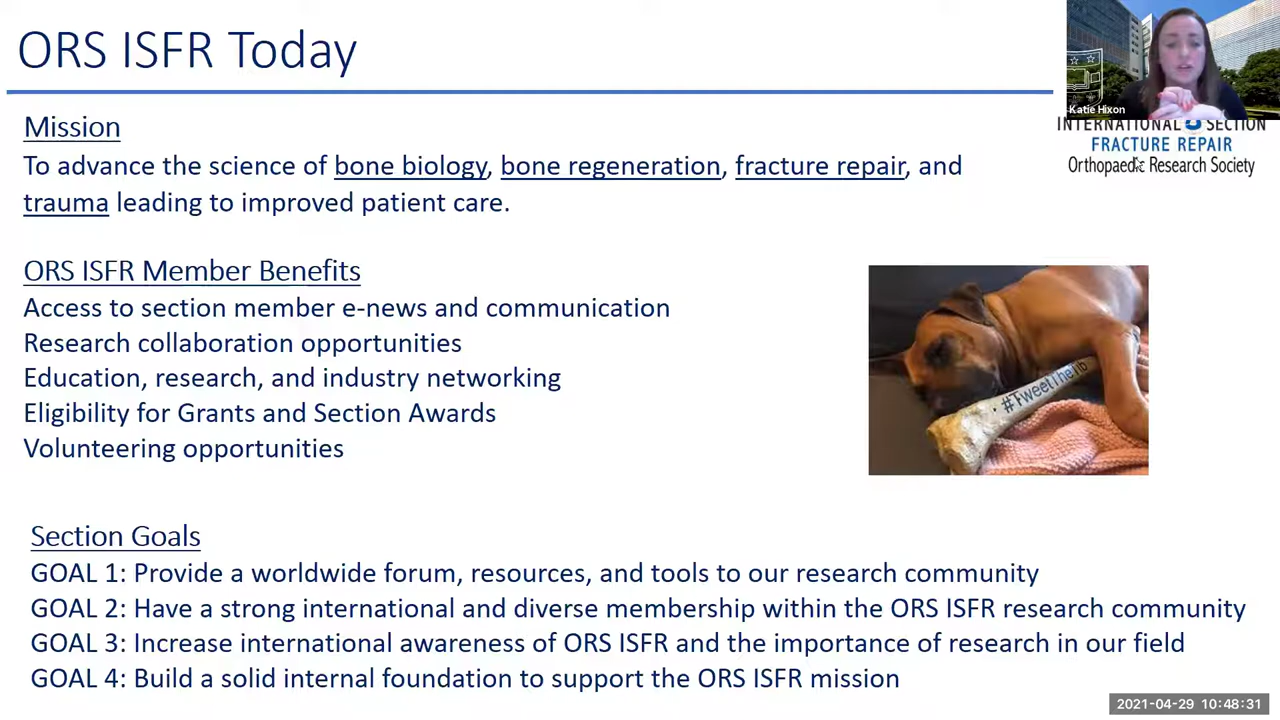 ORS ISFR Today
Katie Hixon
INTERNATIONAL SECTION
FRACTURE REPAIR
Orthopaedic Research Society
Mission
To advance the science of bone biology, bone regeneration, fracture repair, and
trauma leading to improved patient care.
ORS ISFR Member Benefits
Access to section member e-news and communication
Research collaboration opportunities
Education, research, and industry networking
Eligibility for Grants and Section Awards
Volunteering opportunities
#TweetTheTib
Section Goals
GOAL 1: Provide a worldwide forum, resources, and tools to our research community
GOAL 2: Have a strong international and diverse membership within the ORS ISFR research community
GOAL 3: Increase international awareness of ORS ISFR and the importance of research in our field
GOAL 4: Build a solid internal foundation to support the ORS ISFR mission
2021-04-29 10:48:31